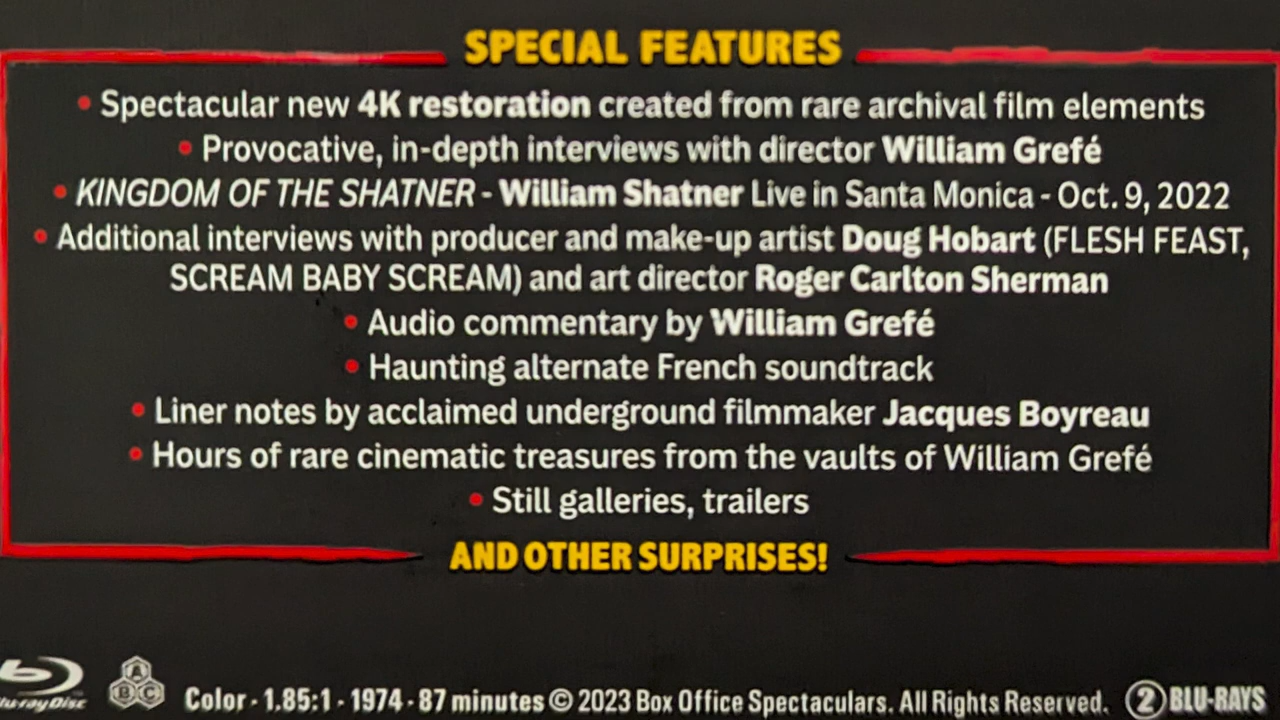 SPECIAL FEATURES
• Spectacular new 4K restoration created from rare archival film elements
• Provocative, in-depth interviews with director William Grefé
• KINGDOM OF THE SHATNER - William Shatner Live in Santa Monica - Oct. 9, 2022
• Additional interviews with producer and make-up artist Doug Hobart (FLESH FEAST,
SCREAM BABY SCREAM) and art director Roger Carlton Sherman
• Audio commentary by William Grefé
• Haunting alternate French soundtrack
• Liner notes by acclaimed underground filmmaker Jacques Boyreau
• Hours of rare cinematic treasures from the vaults of William Grefé
• Still galleries, trailers
AND OTHER SURPRISES!
Blu-ray Disc
A
B C
Color · 1.85:1 · 1974 · 87 minutes © 2023 Box Office Spectaculars. All Rights Reserved.
2 BLU-RAYS